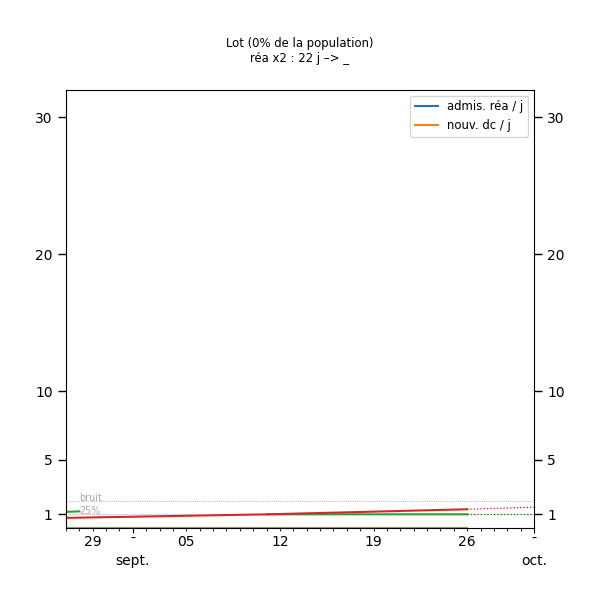 Lot (0% de la population)
réa x2 : 22 j –> _
admis. réa / j
nouv. dc / j
30 30
20 20
10 10
5 5
bruit
25%
1 1
29 - 05 12 19 26 -
sept. oct.